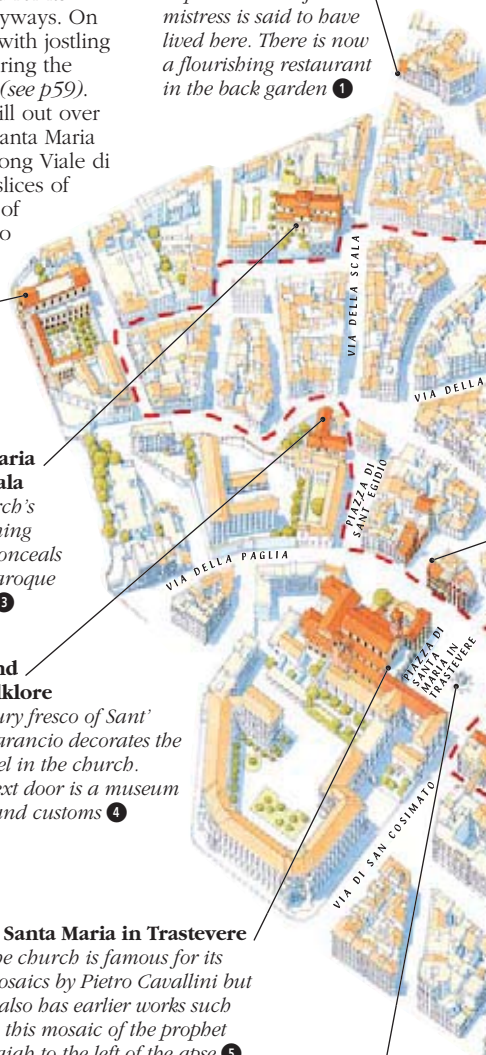 yways. On
with jostling
ring the
(see p59).
ill out over
anta Maria
ong Viale di
slices of
of
o
mistress is said to have
lived here. There is now
a flourishing restaurant
in the back garden 1
VIA DELLA SCALA
VIA DELLA
PIAZZA DI
SANT' EGIDIO
VIA DELLA PAGLIA
PIAZZA DI
SANTA
MARIA IN
TRASTEVERE
VIA DI SAN COSIMATO
aria
ala
rch's
ning
onceals
aroque
3
nd
lklore
ury fresco of Sant'
arancio decorates the
el in the church.
ext door is a museum
and customs 4
Santa Maria in Trastevere
he church is famous for its
osaics by Pietro Cavallini but
also has earlier works such
this mosaic of the prophet
aiah to the left of the apse 5